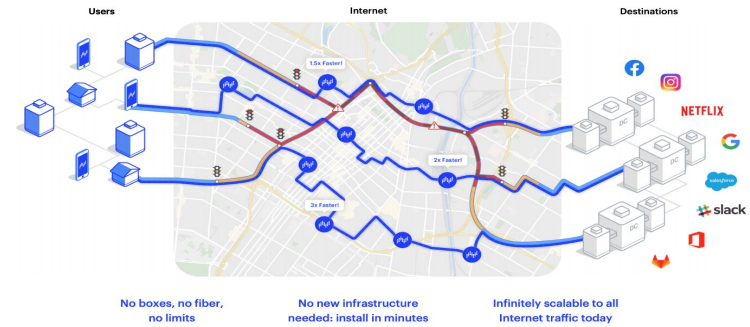 Users
Internet
Destinations
1.5x Faster!
2x Faster!
3x Faster!
DC
DC
DC
NETFLIX
salesforce
slack
No boxes, no fiber,
no limits
No new infrastructure
needed: install in minutes
Infinitely scalable to all
Internet traffic today